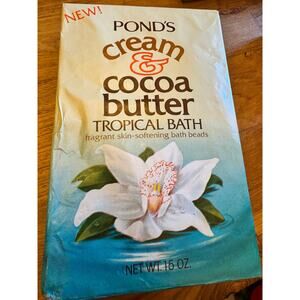 NEW!
POND'S
cream
&
cocoa
butter
TROPICAL BATH
fragrant skin-softening bath beads
NET WT. 15 OZ.